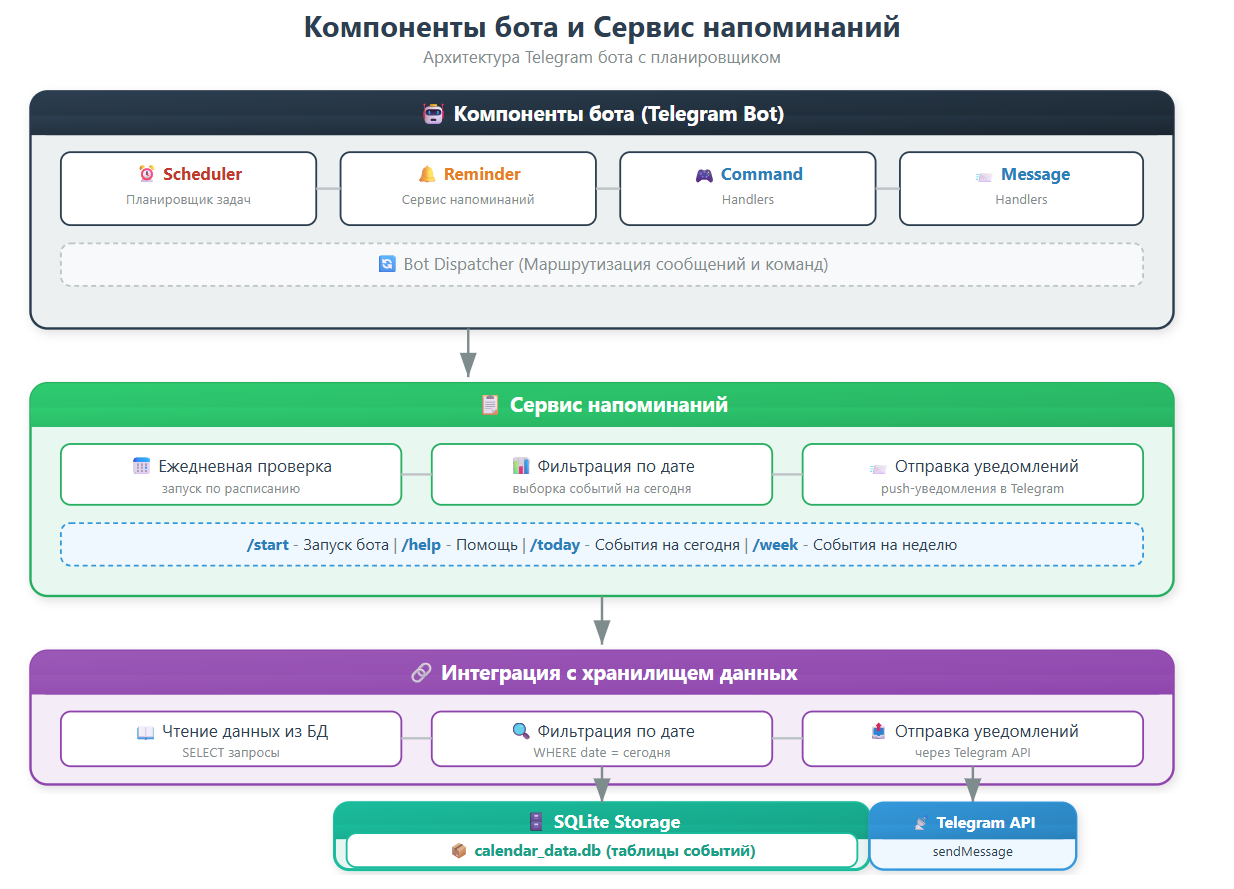 Компоненты бота и Сервис напоминаний
Архитектура Telegram бота с планировщиком
Компоненты бота (Telegram Bot)
Scheduler
Планировщик задач
Reminder
Сервис напоминаний
Command
Handlers
Message
Handlers
Bot Dispatcher (Маршрутизация сообщений и команд)
Сервис напоминаний
Ежедневная проверка
запуск по расписанию
Фильтрация по дате
выборка событий на сегодня
Отправка уведомлений
push-уведомления в Telegram
/start - Запуск бота | /help - Помощь | /today - События на сегодня | /week - События на неделю
Интеграция с хранилищем данных
Чтение данных из БД
SELECT запросы
Фильтрация по дате
WHERE date = сегодня
Отправка уведомлений
через Telegram API
SQLite Storage
calendar_data.db (таблицы событий)
Telegram API
sendMessage